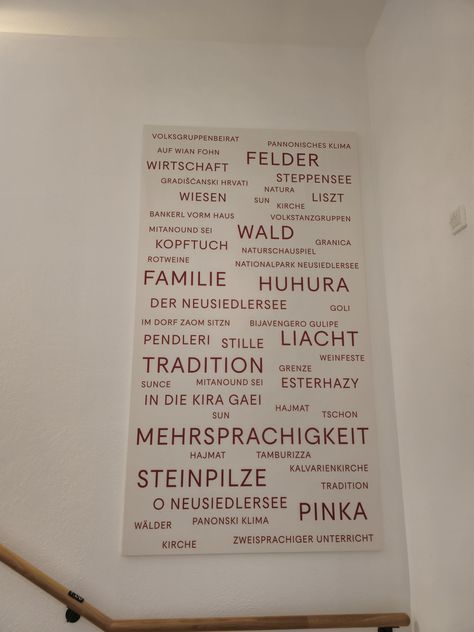 VOLKSGRUPPENBEIRAT
PANNONISCHES KLIMA
AUF WIAN FOHN
FELDER
WIRTSCHAFT
STEPPENSEE
GRADIŠĆANSKI HRVATI
NATURA
WIESEN
SUN
LISZT
KIRCHE
BANKERL VORM HAUS
VOLKSTANZGRUPPEN
MITANOUND SEI
WALD
KOPFTUCH
GRANICA
NATURSCHAUSPIEL
ROTWEINE
NATIONALPARK NEUSIEDLERSEE
FAMILIE
HUHURA
DER NEUSIEDLERSEE
GOLI
IM DORF ZAOM SITZN
BIJAVENGERO GULIPE
PENDLERI
STILLE
LIACHT
WEINFESTE
TRADITION
GRENZE
SUNCE
MITANOUND SEI
ESTERHAZY
IN DIE KIRA GAEI
HAJMAT
SUN
TSCHON
MEHRSPRACHIGKEIT
HAJMAT
TAMBURIZZA
KALVARIENKIRCHE
STEINPILZE
TRADITION
O NEUSIEDLERSEE
PINKA
WÄLDER
PANONSKI KLIMA
KIRCHE
ZWEISPRACHIGER UNTERRICHT